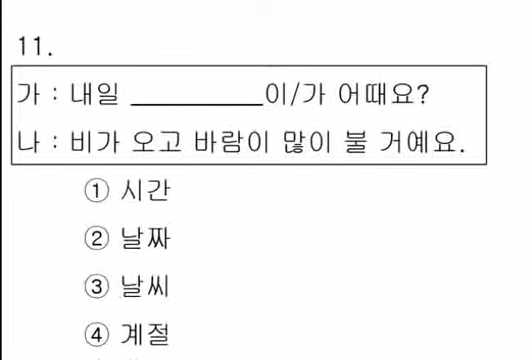 11.
가 : 내일 __________이/가 어때요?
나 : 비가 오고 바람이 많이 불 거예요.
① 시간
② 날짜
③ 날씨
④ 계절